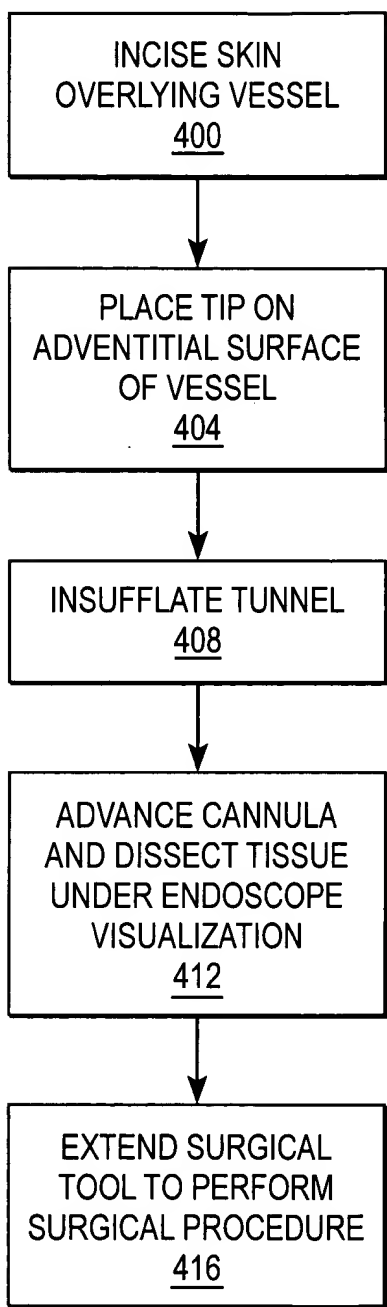 INCISE SKIN
OVERLYING VESSEL
400
PLACE TIP ON
ADVENTITIAL SURFACE
OF VESSEL
404
INSUFFLATE TUNNEL
408
ADVANCE CANNULA
AND DISSECT TISSUE
UNDER ENDOSCOPE
VISUALIZATION
412
EXTEND SURGICAL
TOOL TO PERFORM
SURGICAL PROCEDURE
416